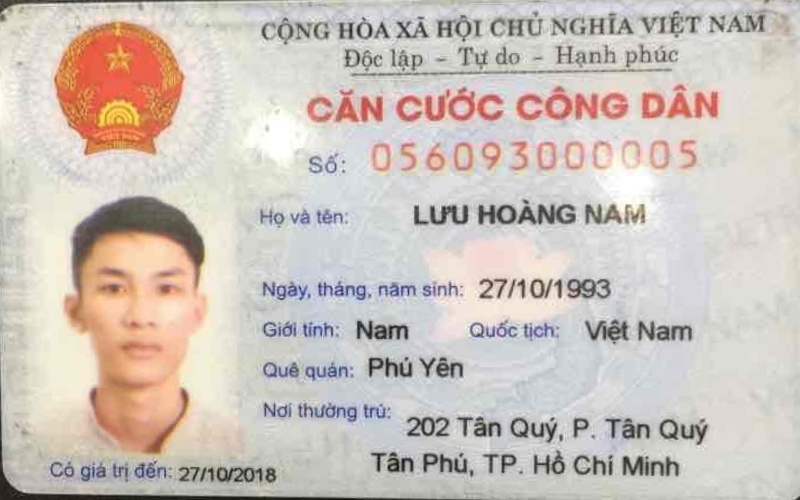 CỘNG HÒA XÃ HỘI CHỦ NGHĨA VIỆT NAM
Độc lập - Tự do - Hạnh phúc
CĂN CƯỚC CÔNG DÂN
Số: 056093000005
Họ và tên: LƯU HOÀNG NAM
Ngày, tháng, năm sinh: 27/10/1993
Giới tính: Nam Quốc tịch: Việt Nam
Quê quán: Phú Yên
Nơi thường trú: 202 Tân Quý, P. Tân Quý
Tân Phú, TP. Hồ Chí Minh
Có giá trị đến: 27/10/2018